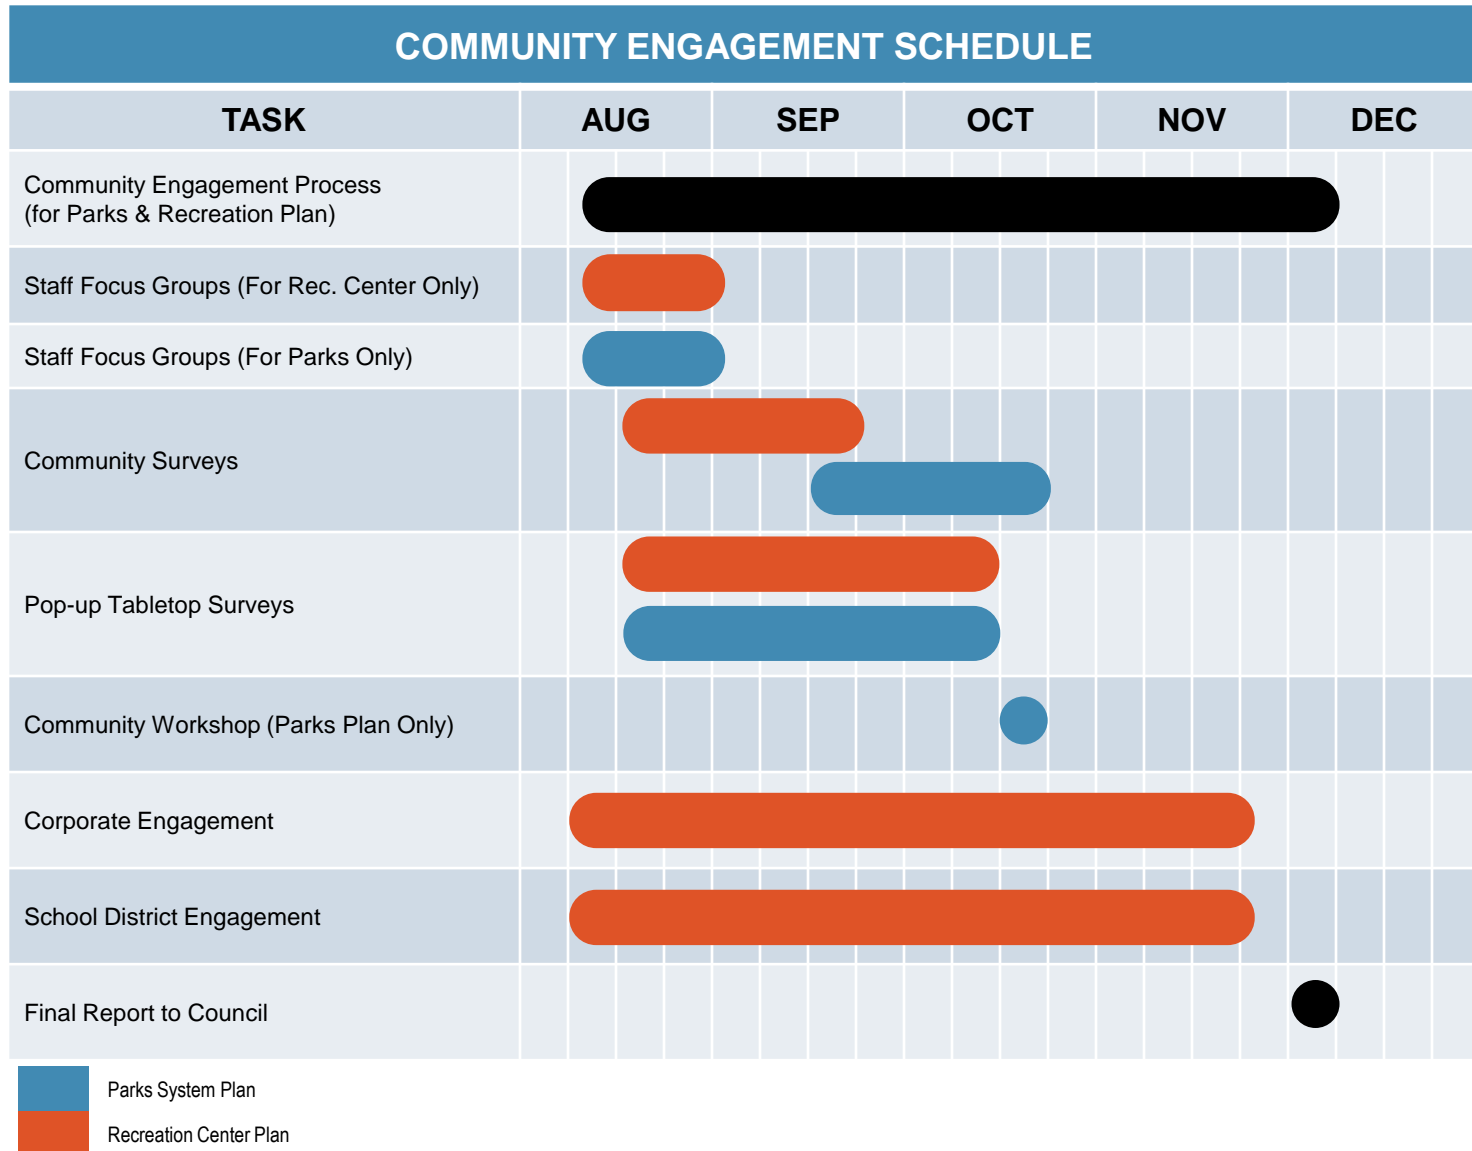 COMMUNITY ENGAGEMENT SCHEDULE
TASK AUG SEP OCT NOV DEC
Community Engagement Process
(for Parks & Recreation Plan)
Staff Focus Groups (For Rec. Center Only)
Staff Focus Groups (For Parks Only)
Community Surveys
Pop-up Tabletop Surveys
Community Workshop (Parks Plan Only)
Corporate Engagement
School District Engagement
Final Report to Council
Parks System Plan
Recreation Center Plan